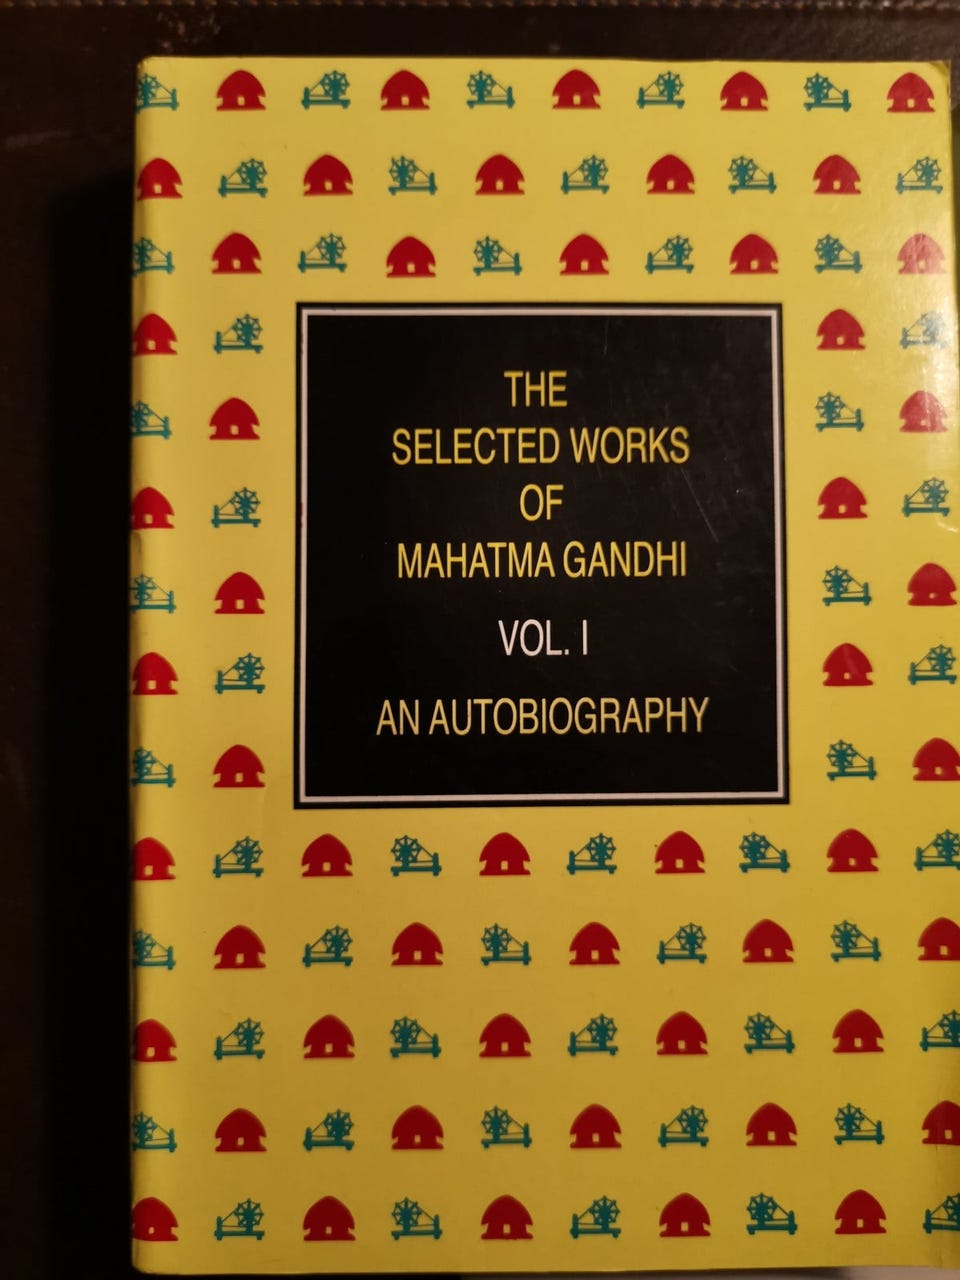 THE
SELECTED WORKS
OF
MAHATMA GANDHI
VOL. I
AN AUTOBIOGRAPHY